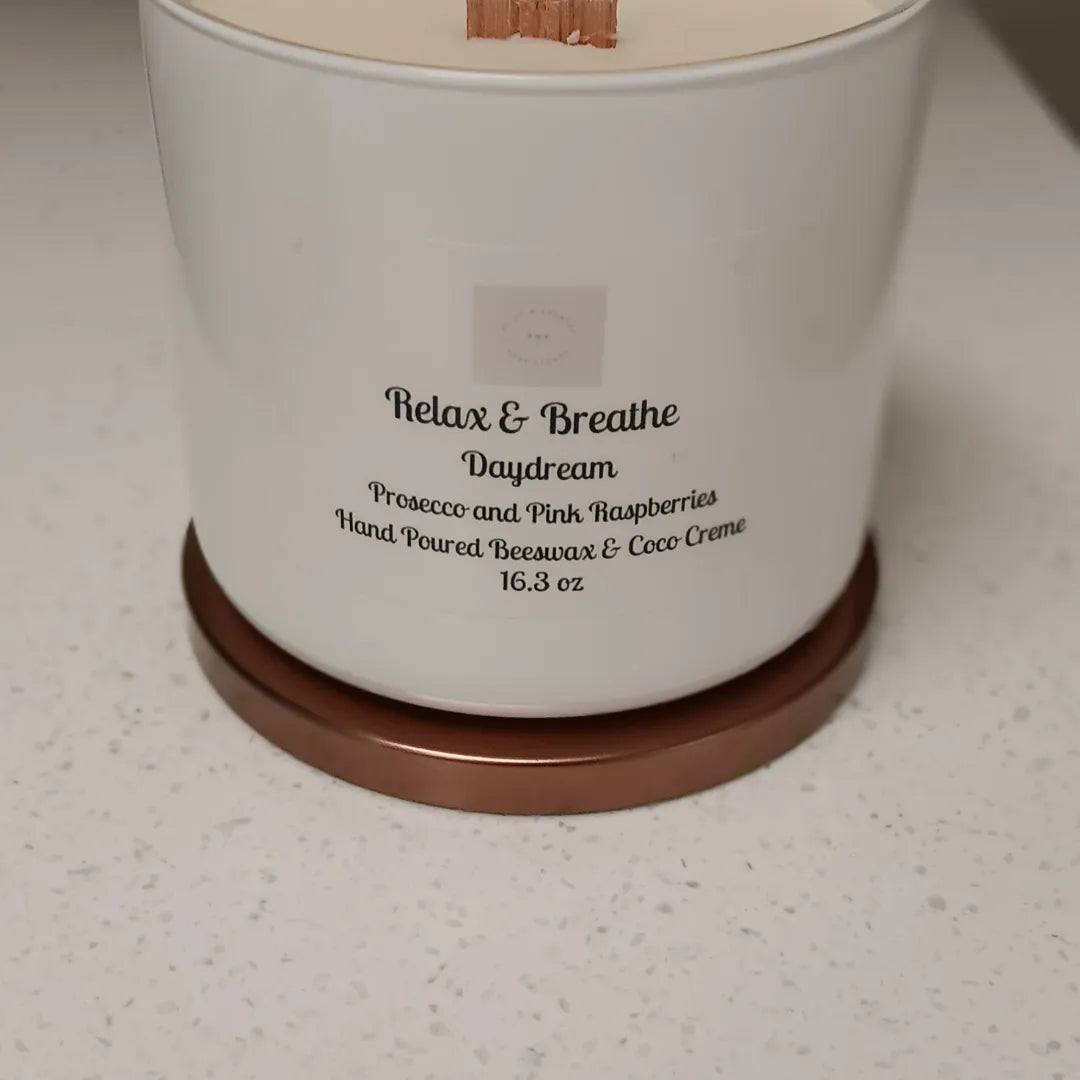 Relax & Breathe
Daydream
Prosecco and Pink Raspberries
Hand Poured Beeswax & Coco Creme
16.3 oz